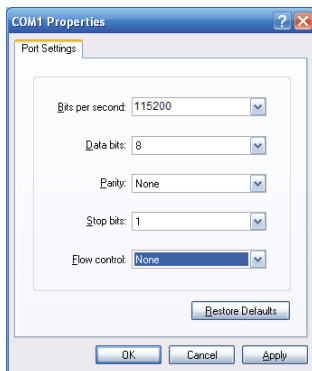 COM1 Properties
Port Settings
Bits per second: 115200
Data bits: 8
Parity: None
Stop bits: 1
Flow control: None
Restore Defaults
OK Cancel Apply